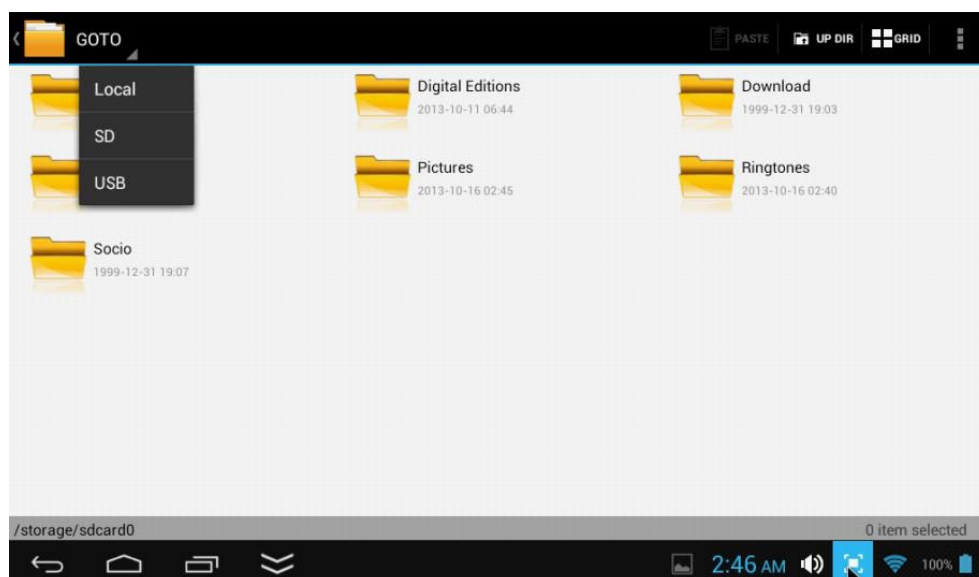 GOTO
PASTE
UP DIR
GRID
Local
SD
USB
Digital Editions
2013-10-11 06:44
Download
1999-12-31 19:03
Pictures
2013-10-16 02:45
Ringtones
2013-10-16 02:40
Socio
1999-12-31 19:07
/storage/sdcard0
0 item selected
2:46 AM
100%